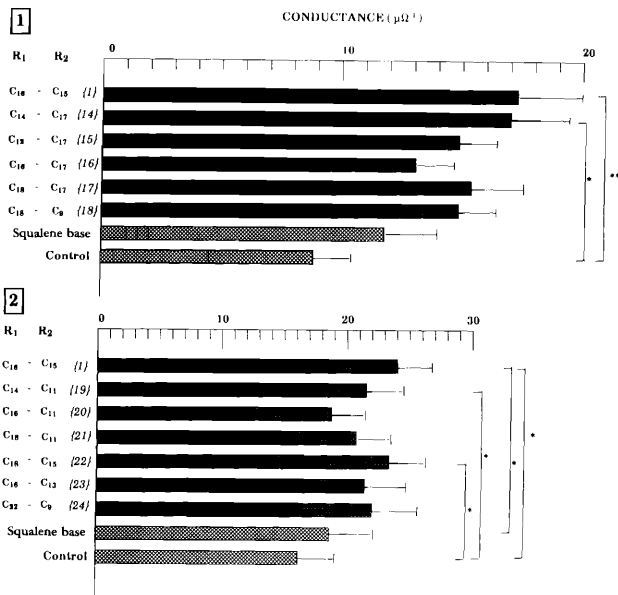 1
CONDUCTANCE (μΩ⁻¹)
R₁ R₂
0 10 20
C₁₆ - C₁₅ {1}
C₁₄ - C₁₇ {14}
C₁₂ - C₁₇ {15}
C₁₆ - C₁₇ {16}
C₁₈ - C₁₇ {17}
C₁₈ - C₉ {18}
Squalene base
Control
* **
2
R₁ R₂
0 10 20 30
C₁₆ - C₁₅ {1}
C₁₄ - C₁₁ {19}
C₁₆ - C₁₁ {20}
C₁₈ - C₁₁ {21}
C₁₈ - C₁₅ {22}
C₁₆ - C₁₃ {23}
C₂₂ - C₉ {24}
Squalene base
Control
* * * *